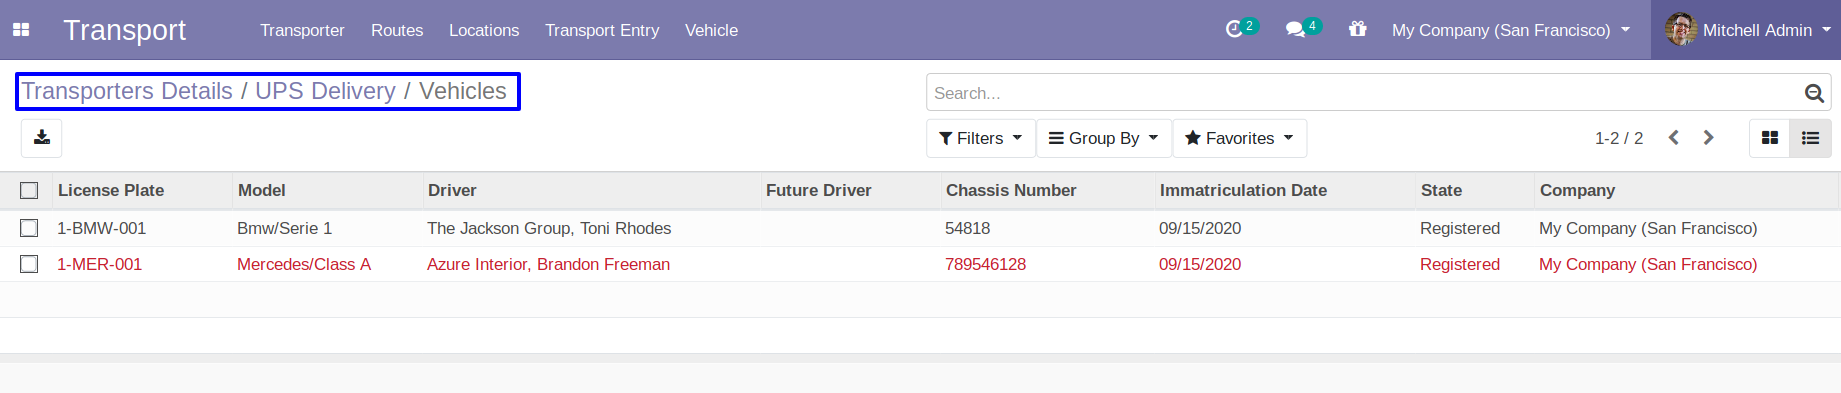 Transport Transporter Routes Locations Transport Entry Vehicle 2 4 My Company (San Francisco) Mitchell Admin
Transporters Details / UPS Delivery / Vehicles
Search...
Filters Group By Favorites 1-2 / 2
License Plate Model Driver Future Driver Chassis Number Immatriculation Date State Company
1-BMW-001 Bmw/Serie 1 The Jackson Group, Toni Rhodes 54818 09/15/2020 Registered My Company (San Francisco)
1-MER-001 Mercedes/Class A Azure Interior, Brandon Freeman 789546128 09/15/2020 Registered My Company (San Francisco)